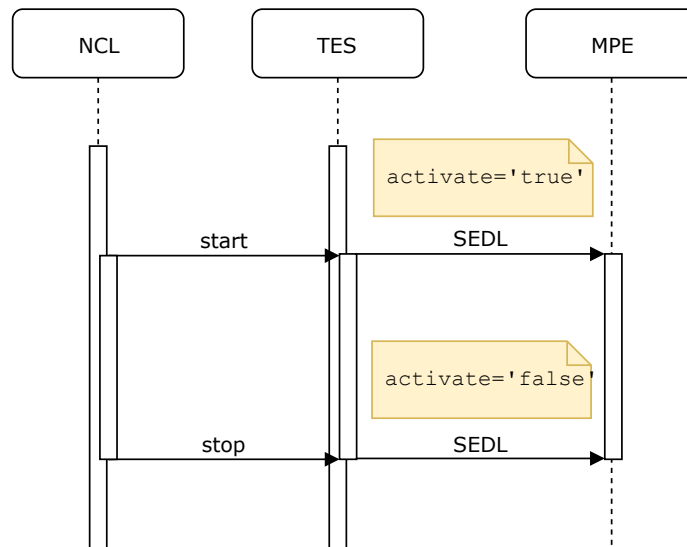 NCL
TES
MPE
activate='true'
start
SEDL
activate='false'
stop
SEDL